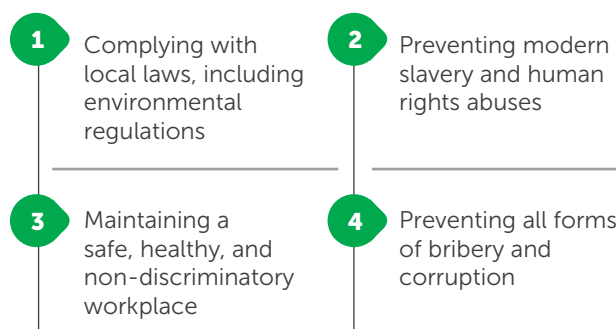 1
Complying with
local laws, including
environmental
regulations
2
Preventing modern
slavery and human
rights abuses
3
Maintaining a
safe, healthy, and
non-discriminatory
workplace
4
Preventing all forms
of bribery and
corruption